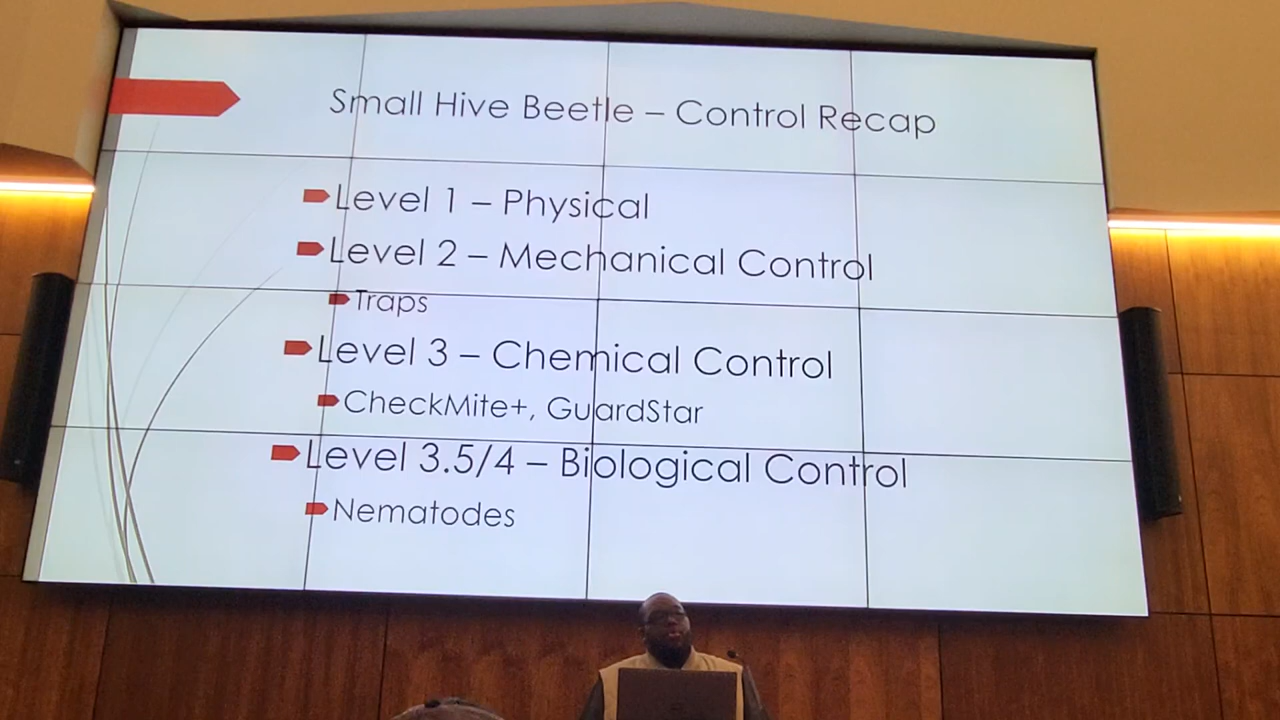 Small Hive Beetle – Control Recap
Level 1 – Physical
Level 2 – Mechanical Control
Traps
Level 3 – Chemical Control
CheckMite+, GuardStar
Level 3.5/4 – Biological Control
Nematodes